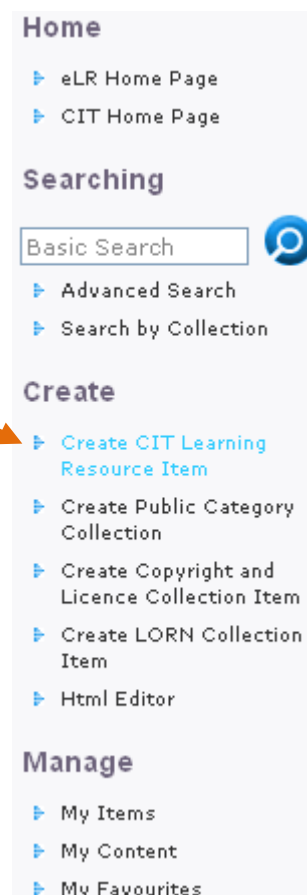 Home
eLR Home Page
CIT Home Page
Searching
Basic Search
Advanced Search
Search by Collection
Create
Create CIT Learning
Resource Item
Create Public Category
Collection
Create Copyright and
Licence Collection Item
Create LORN Collection
Item
Html Editor
Manage
My Items
My Content
My Favourites